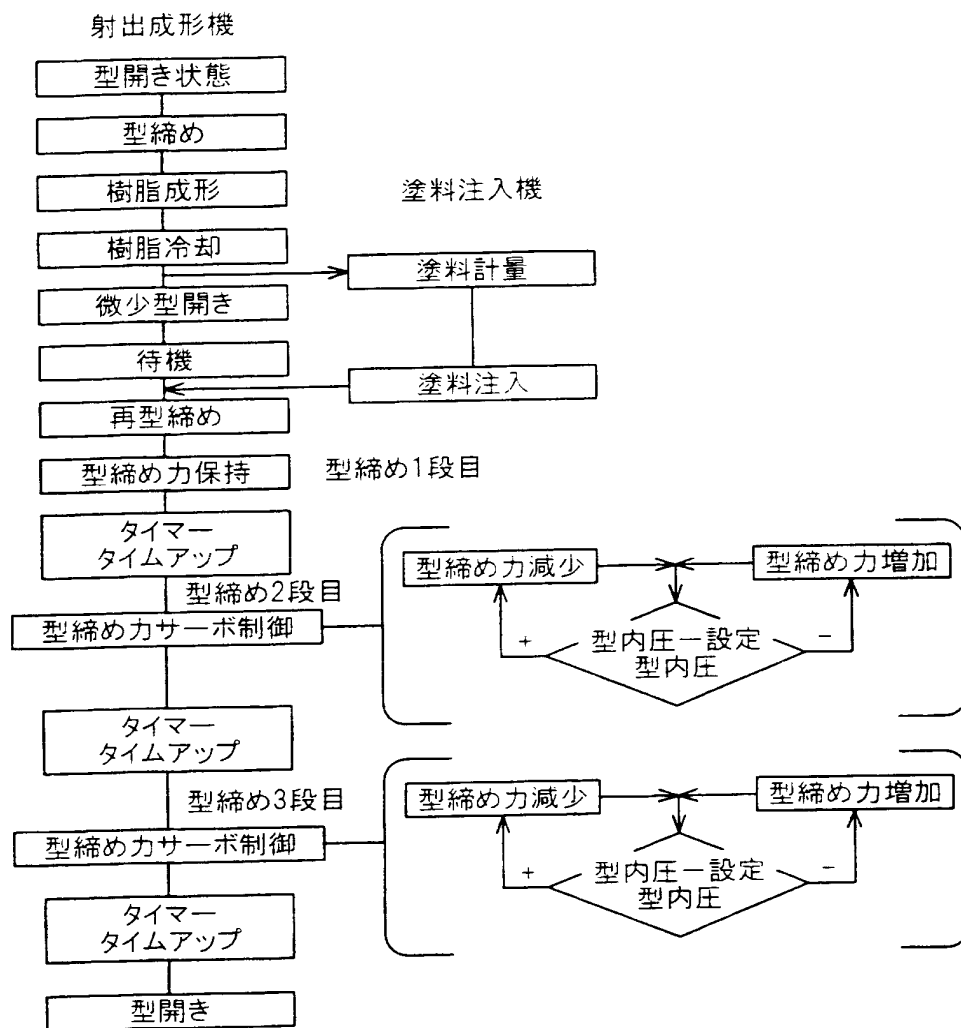 射出成形機
型開き状態
型締め
樹脂成形
塗料注入機
樹脂冷却
塗料計量
微少型開き
待機
塗料注入
再型締め
型締め力保持
型締め1段目
タイマー
タイムアップ
型締め力減少
型締め力増加
型締め2段目
型締め力サーボ制御
+
型内圧ー設定
型内圧
−
タイマー
タイムアップ
型締め3段目
型締め力減少
型締め力増加
型締め力サーボ制御
+
型内圧ー設定
型内圧
−
タイマー
タイムアップ
型開き